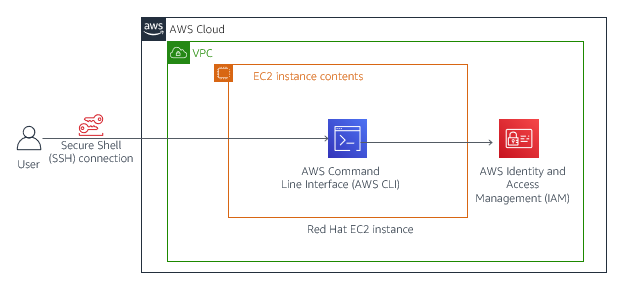 aws
AWS Cloud
VPC
EC2 instance contents
User
Secure Shell
(SSH) connection
AWS Command
Line Interface (AWS CLI)
AWS Identity and
Access
Management (IAM)
Red Hat EC2 instance